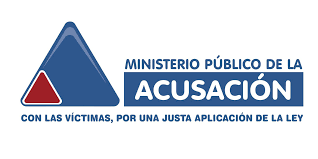 MINISTERIO PÚBLICO DE LA
ACUSACIÓN
CON LAS VÍCTIMAS, POR UNA JUSTA APLICACIÓN DE LA LEY